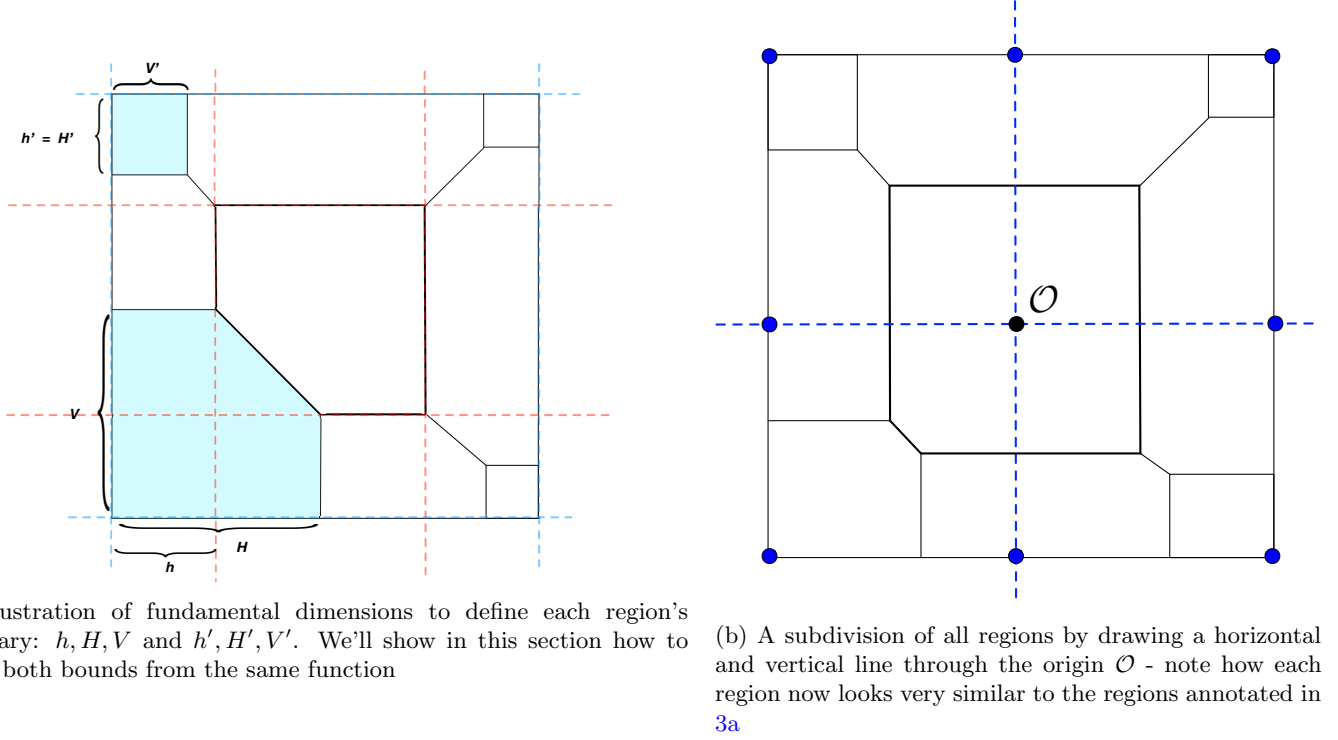 V'
h' = H'
V
H
h
ustration of fundamental dimensions to define each region's
ary: h, H, V and h′, H′, V′. We'll show in this section how to
both bounds from the same function
𝒪
(b) A subdivision of all regions by drawing a horizontal
and vertical line through the origin 𝒪 - note how each
region now looks very similar to the regions annotated in
3a